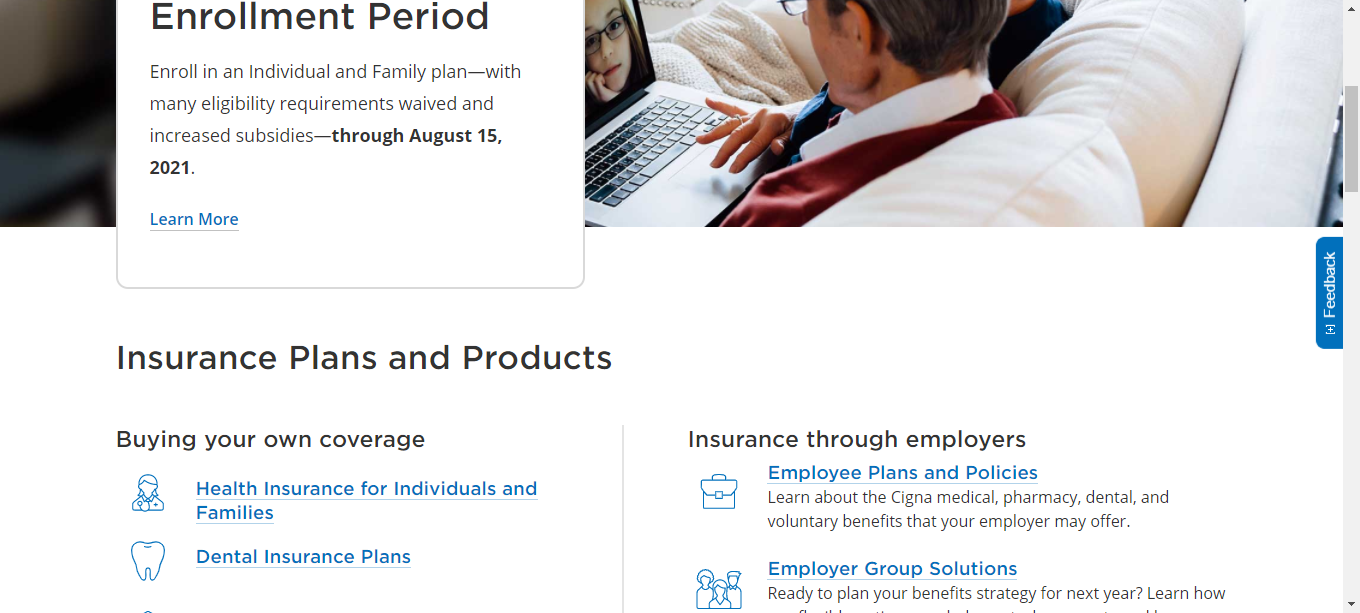 Enrollment Period
Enroll in an Individual and Family plan—with
many eligibility requirements waived and
increased subsidies—through August 15,
2021.
Learn More
Feedback
Insurance Plans and Products
Buying your own coverage
Health Insurance for Individuals and
Families
Dental Insurance Plans
Insurance through employers
Employee Plans and Policies
Learn about the Cigna medical, pharmacy, dental, and
voluntary benefits that your employer may offer.
Employer Group Solutions
Ready to plan your benefits strategy for next year? Learn how